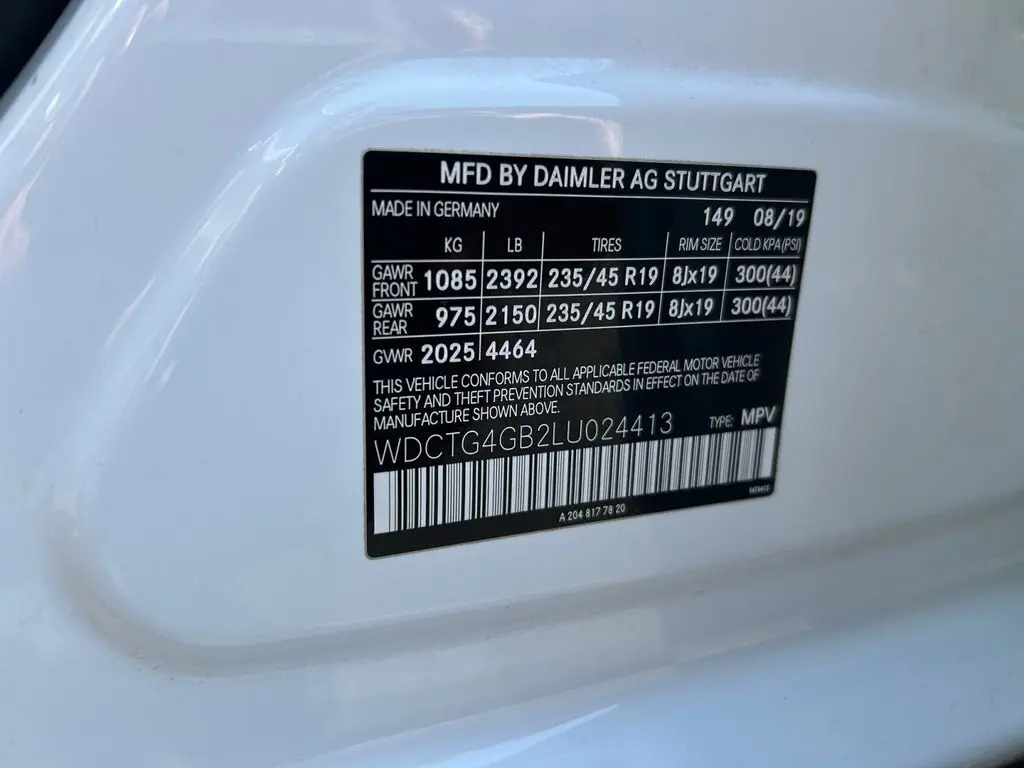 MFD BY DAIMLER AG STUTTGART
MADE IN GERMANY 149 08/19
KG LB TIRES RIM SIZE COLD KPA(PSI)
GAWR FRONT 1085 2392 235/45 R19 8Jx19 300(44)
GAWR REAR 975 2150 235/45 R19 8Jx19 300(44)
GVWR 2025 4464
THIS VEHICLE CONFORMS TO ALL APPLICABLE FEDERAL MOTOR VEHICLE
SAFETY AND THEFT PREVENTION STANDARDS IN EFFECT ON THE DATE OF
MANUFACTURE SHOWN ABOVE.
WDCTG4GB2LU024413 TYPE: MPV
A 204 817 78 20